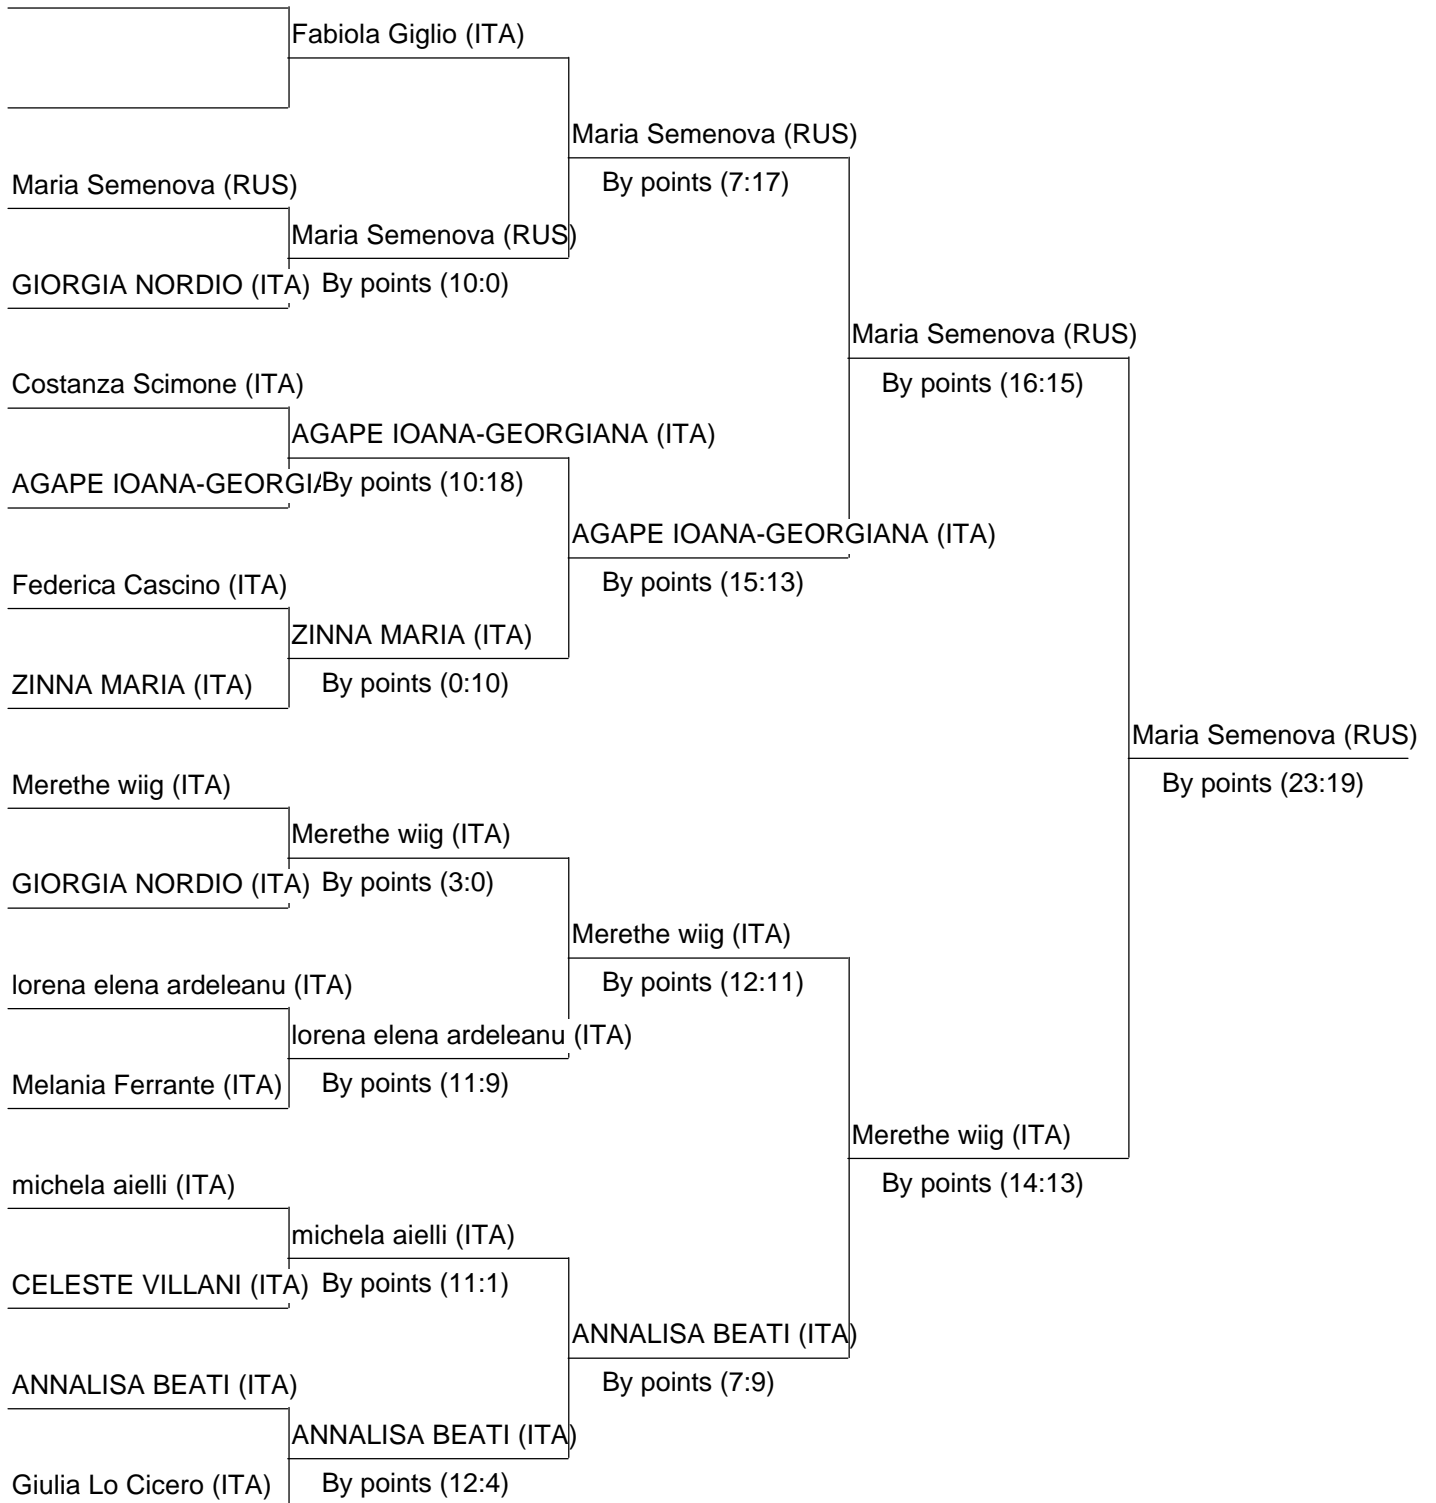 Fabiola Giglio (ITA)
Maria Semenova (RUS)
Maria Semenova (RUS)
By points (7:17)
Maria Semenova (RUS)
GIORGIA NORDIO (ITA)
By points (10:0)
Maria Semenova (RUS)
Costanza Scimone (ITA)
By points (16:15)
AGAPE IOANA-GEORGIANA (ITA)
AGAPE IOANA-GEORGIA
By points (10:18)
AGAPE IOANA-GEORGIANA (ITA)
Federica Cascino (ITA)
By points (15:13)
ZINNA MARIA (ITA)
ZINNA MARIA (ITA)
By points (0:10)
Maria Semenova (RUS)
Merethe wiig (ITA)
By points (23:19)
Merethe wiig (ITA)
GIORGIA NORDIO (ITA)
By points (3:0)
Merethe wiig (ITA)
lorena elena ardeleanu (ITA)
By points (12:11)
lorena elena ardeleanu (ITA)
Melania Ferrante (ITA)
By points (11:9)
Merethe wiig (ITA)
michela aielli (ITA)
By points (14:13)
michela aielli (ITA)
CELESTE VILLANI (ITA)
By points (11:1)
ANNALISA BEATI (ITA)
ANNALISA BEATI (ITA)
By points (7:9)
ANNALISA BEATI (ITA)
Giulia Lo Cicero (ITA)
By points (12:4)